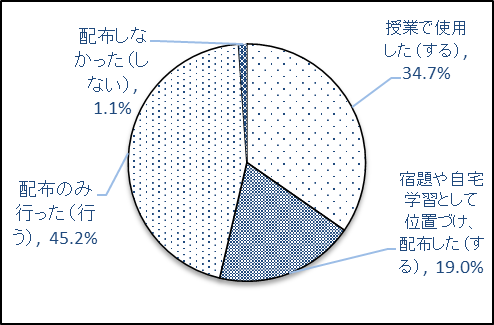 授業で使用
した（する）,
34.7%
宿題や自宅
学習として
位置づけ、
配布した（す
る）, 19.0%
配布のみ
行った（行
う）, 45.2%
配布しな
かった（し
ない）,
1.1%